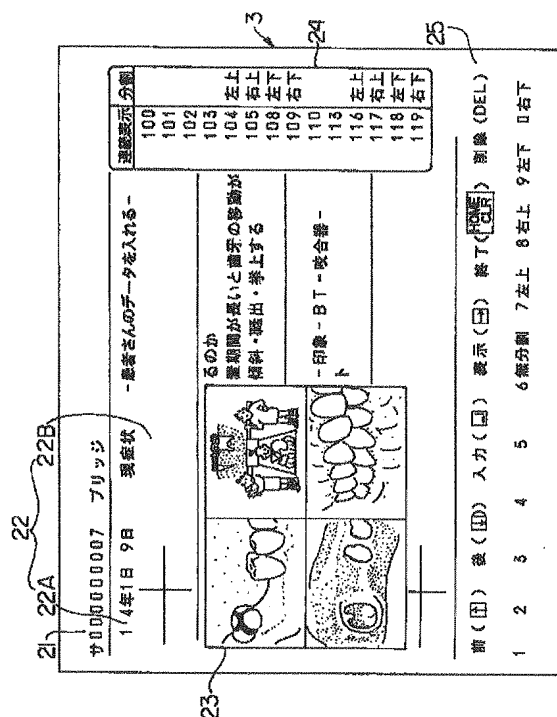 22
21 22A 22B
サ0000000007 ブリッジ
14年1日 9日 現症状 -患者さんのデータを入れる-
23
るのか
置期間が長いと歯牙の移動が
傾斜・挺出・挙上する
-印象-BT-咬合器-
ト
連続表示 分割
100
101
102
103
104 左上
105 右上
108 左下
109 右下
110
113
116 左上
117 右上
118 左下
119 右下
3
24
25
前(↑) 後(↓) 入力(↵) 表示(→) 終了(HOME CLR) 削除(DEL)
1 2 3 4 5 6無分割 7左上 8右上 9左下 0右下